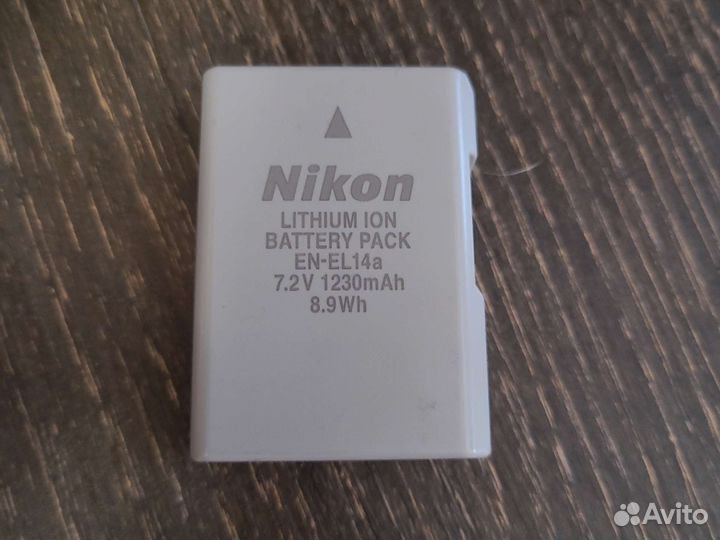 Nikon
LITHIUM ION
BATTERY PACK
EN-EL14a
7.2V 1230mAh
8.9Wh
Avito